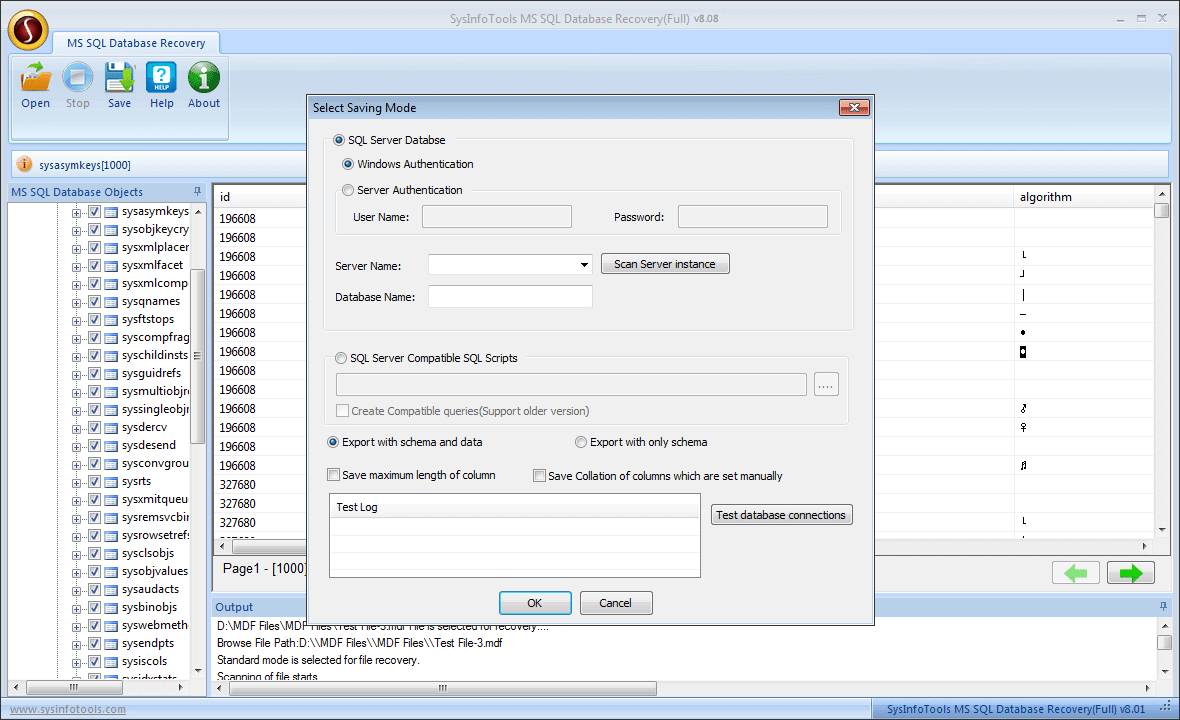 SysInfoTools MS SQL Database Recovery(Full) v8.08
MS SQL Database Recovery
Open
Stop
Save
Help
About
HELP
sysasymkeys[1000]
MS SQL Database Objects
sysasymkeys
sysobjkeycry
sysxmlplacer
sysxmlfacet
sysxmlcomp
sysqnames
sysftstops
syscompfrag
syschildinsts
sysguidrefs
sysmultiobjr
syssingleobjr
sysdercv
sysdesend
sysconvgrou
sysrts
sysxmitqueu
sysremsvcbin
sysrowsetrefs
sysclsobjs
sysobjvalues
sysaudacts
sysbinobjs
syswebmeth
sysendpts
sysiscols
sysidxstats
id
196608
196608
196608
196608
196608
196608
196608
196608
196608
196608
196608
196608
196608
196608
327680
327680
327680
algorithm
Page1 - [1000]
Select Saving Mode
SQL Server Databse
Windows Authentication
Server Authentication
User Name:
Password:
Server Name:
Scan Server instance
Database Name:
SQL Server Compatible SQL Scripts
....
Create Compatible queries(Support older version)
Export with schema and data
Export with only schema
Save maximum length of column
Save Collation of columns which are set manually
Test Log
Test database connections
OK
Cancel
Output
D:\MDF Files\MDF Files\Test File-3.mdf File is selected for recovery....
Browse File Path:D:\\MDF Files\\MDF Files\\Test File-3.mdf
Standard mode is selected for file recovery.
Scanning of file starts
www.sysinfotools.com
SysInfoTools MS SQL Database Recovery(Full) v8.01